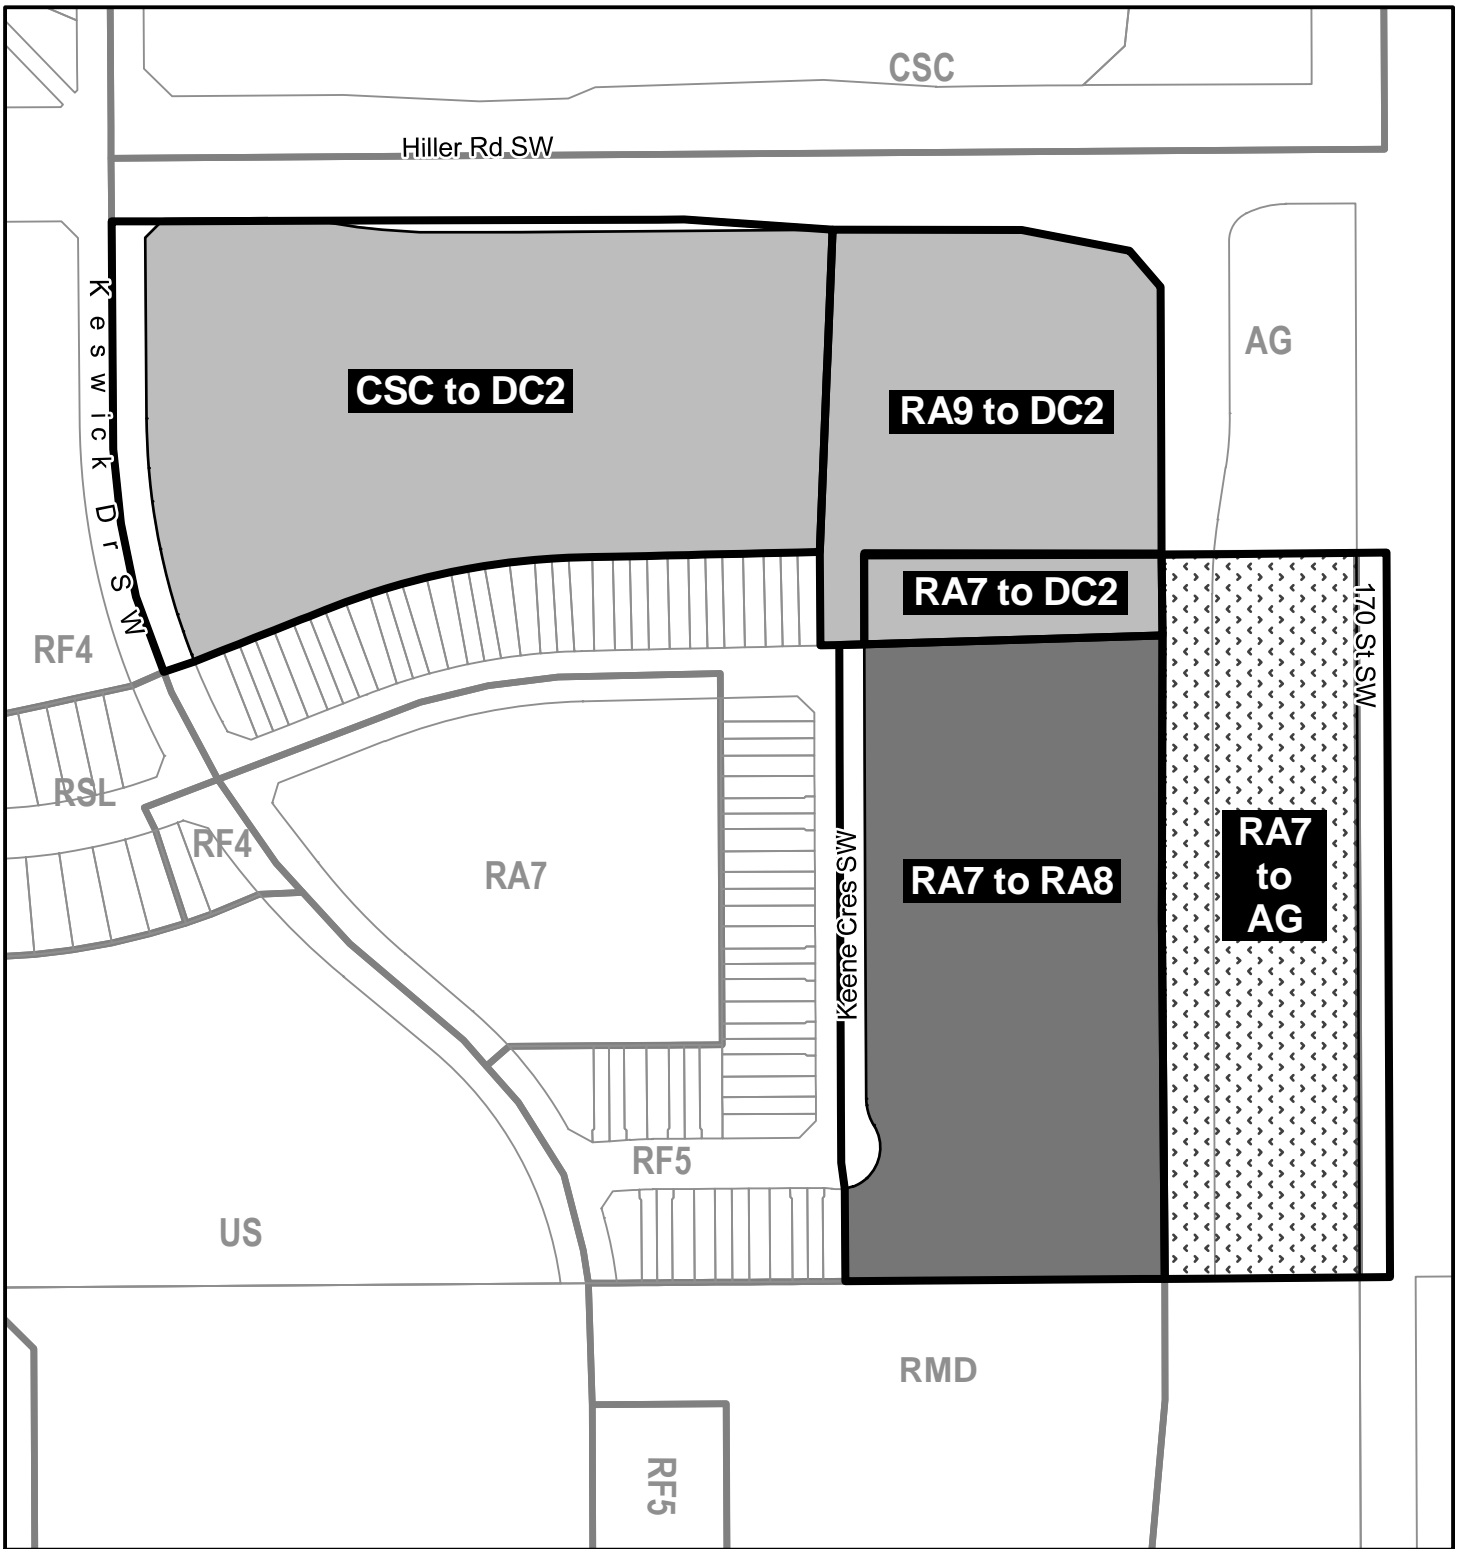 CSC
Hiller Rd SW
Keswick Dr SW
AG
CSC to DC2
RA9 to DC2
RA7 to DC2
170 St SW
RF4
RSL
RF4
RA7
Keene Cres SW
RA7 to RA8
RA7
to
AG
RF5
US
RMD
RF5